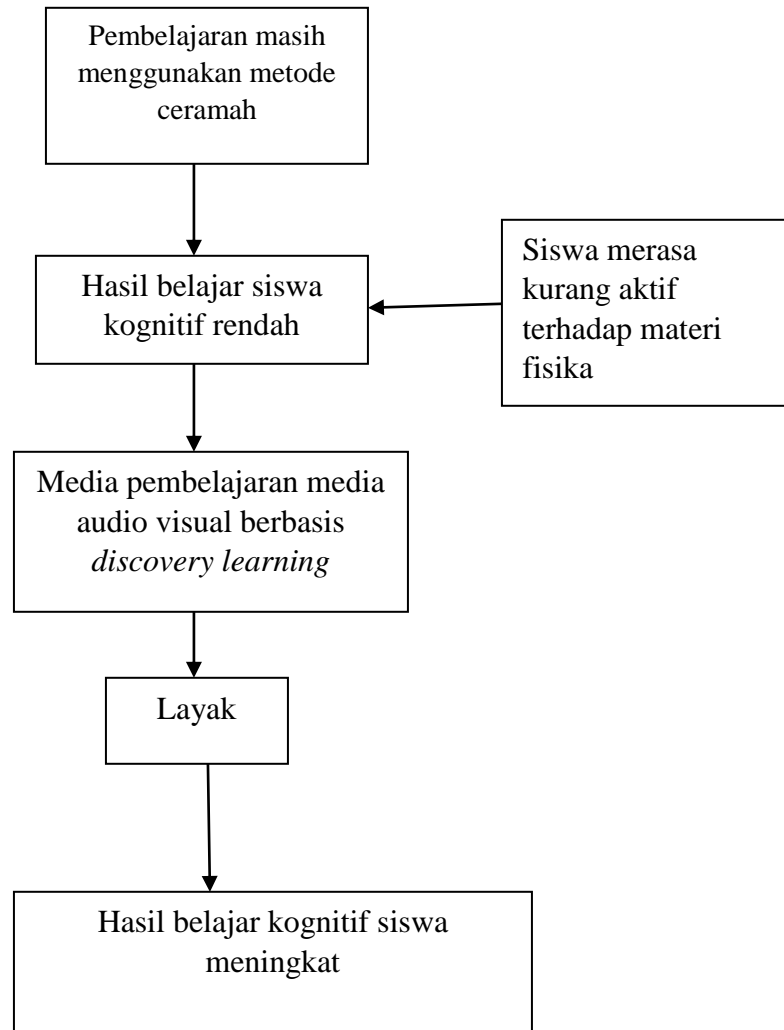 Pembelajaran masih
menggunakan metode
ceramah
Hasil belajar siswa
kognitif rendah
Siswa merasa
kurang aktif
terhadap materi
fisika
Media pembelajaran media
audio visual berbasis
discovery learning
Layak
Hasil belajar kognitif siswa
meningkat